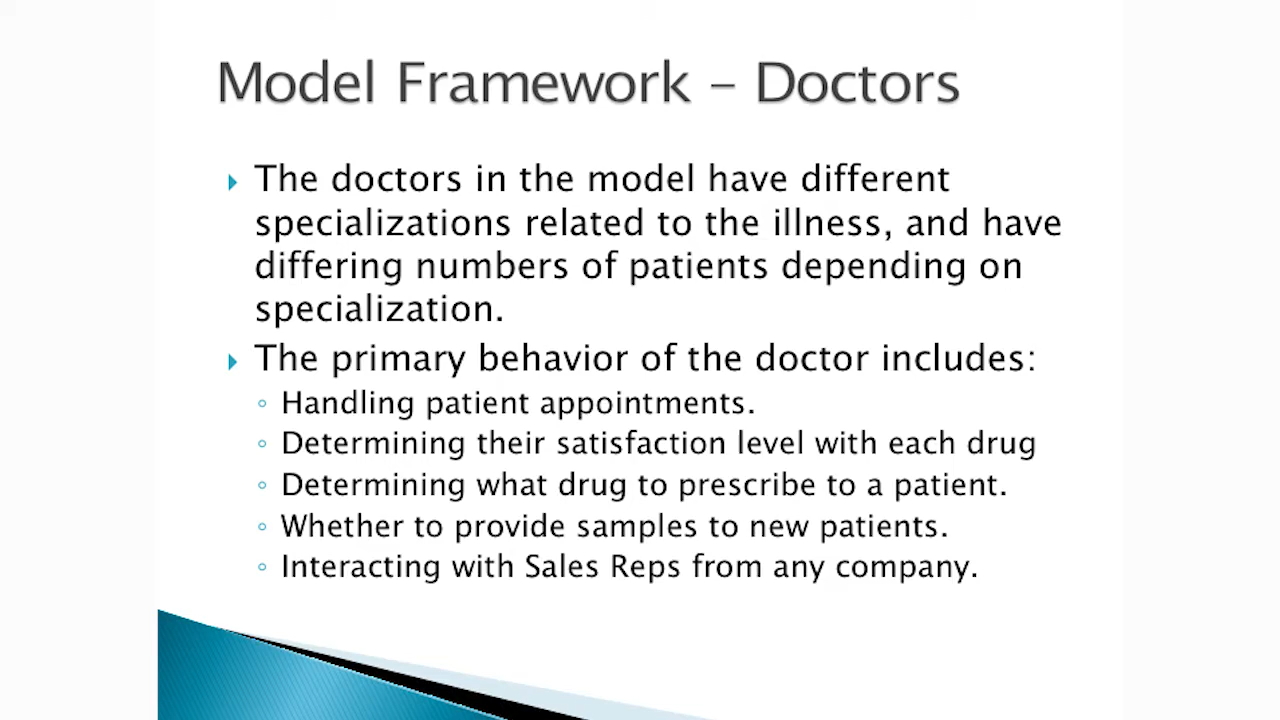 Model Framework – Doctors
The doctors in the model have different
specializations related to the illness, and have
differing numbers of patients depending on
specialization.
The primary behavior of the doctor includes:
Handling patient appointments.
Determining their satisfaction level with each drug
Determining what drug to prescribe to a patient.
Whether to provide samples to new patients.
Interacting with Sales Reps from any company.